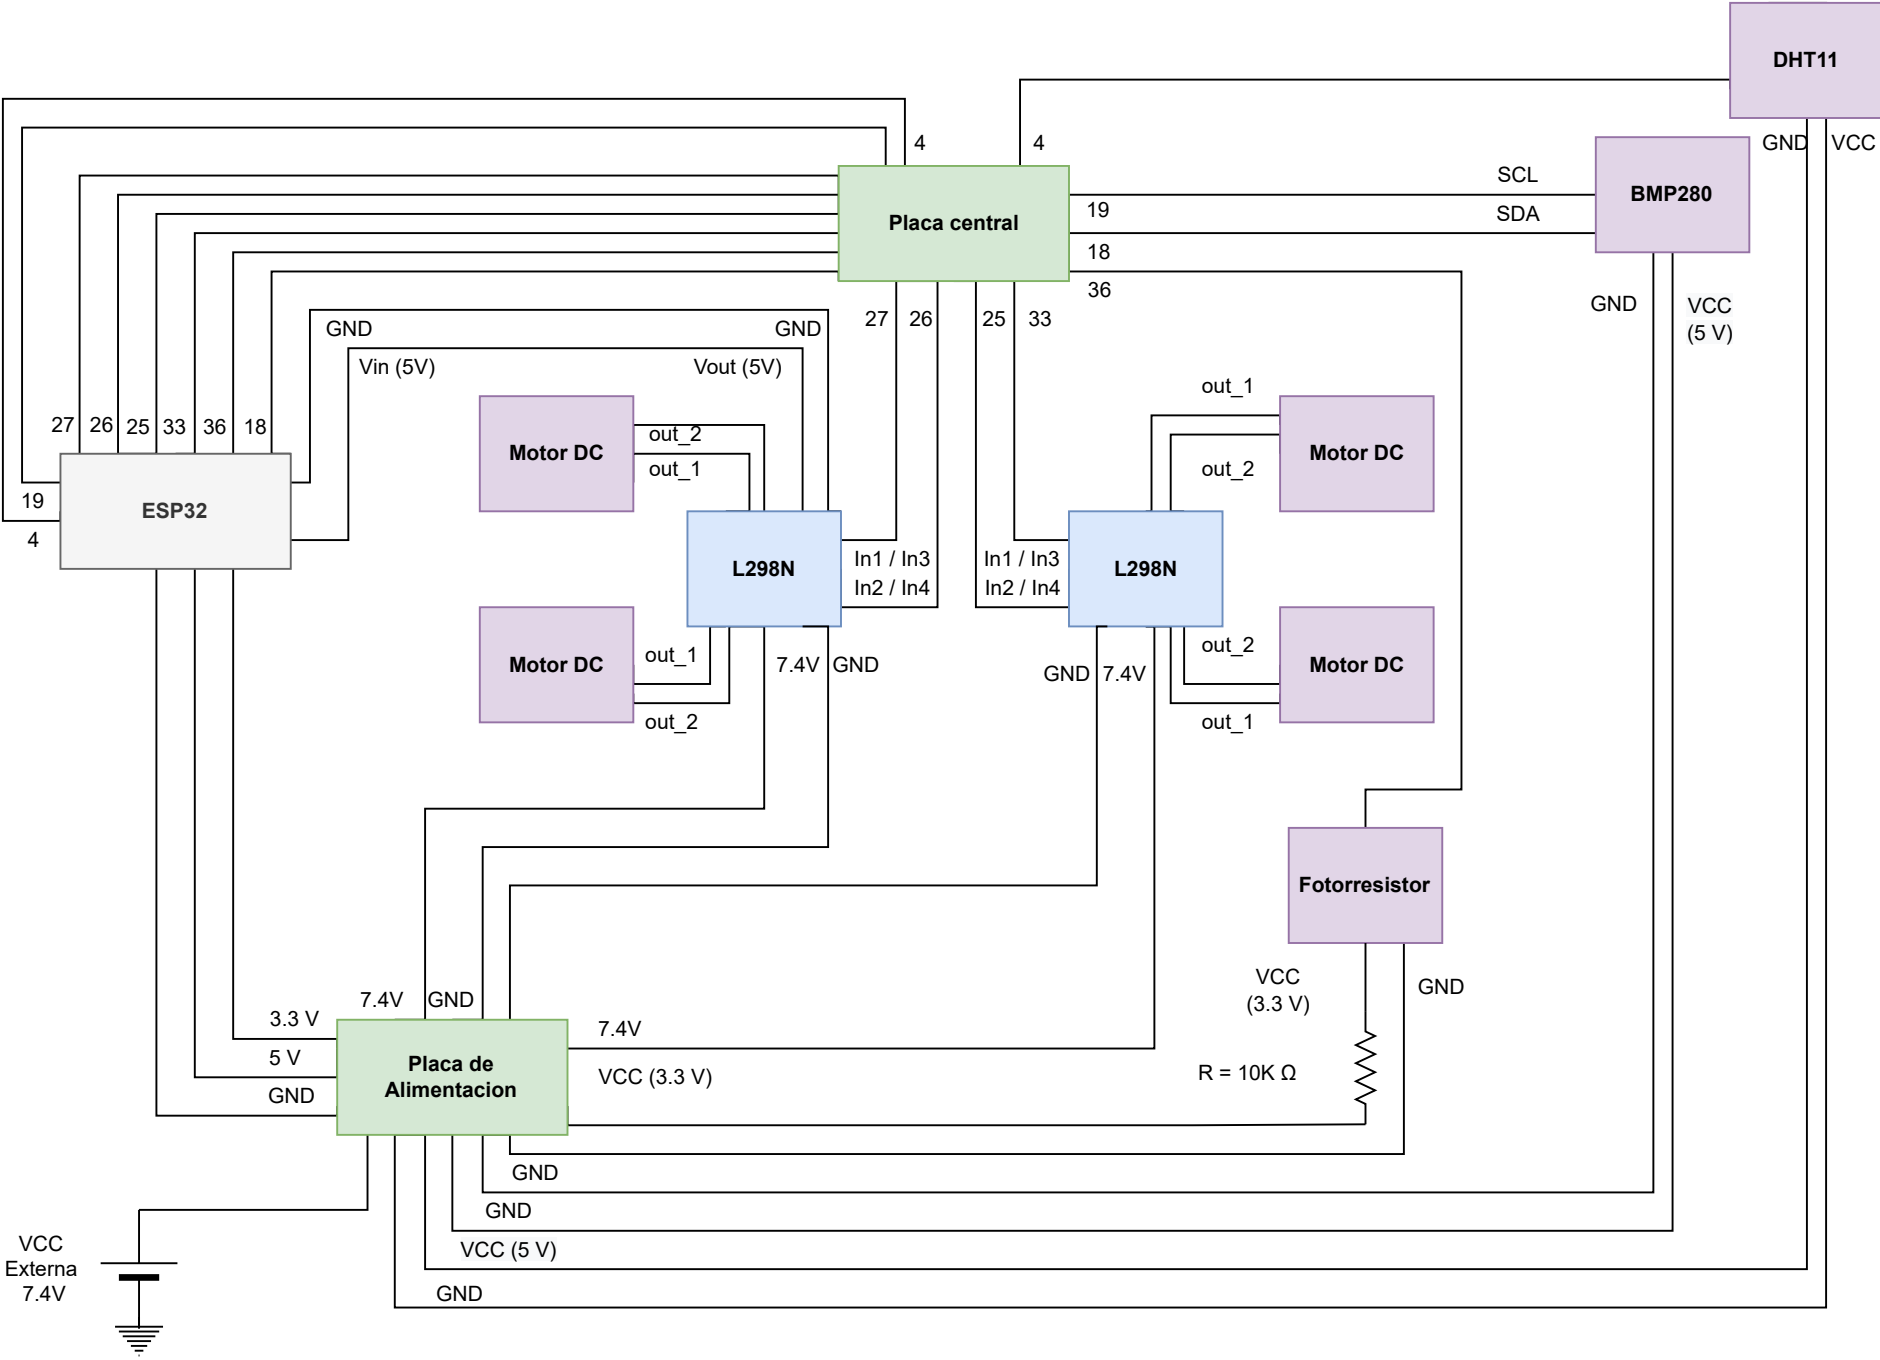 DHT11
4
4
GND
VCC
SCL
BMP280
19
SDA
Placa central
18
36
GND
VCC
(5 V)
27
26
25
33
GND
GND
Vin (5V)
Vout (5V)
out_1
27
26
25
33
36
18
Motor DC
out_2
out_1
Motor DC
out_2
19
ESP32
4
L298N
In1 / In3
In2 / In4
In1 / In3
In2 / In4
L298N
Motor DC
out_1
out_2
7.4V
GND
GND
7.4V
out_2
out_1
Motor DC
Fotorresistor
VCC
(3.3 V)
GND
7.4V
GND
3.3 V
5 V
GND
Placa de
Alimentacion
7.4V
VCC (3.3 V)
R = 10K Ω
GND
GND
VCC (5 V)
GND
VCC
Externa
7.4V